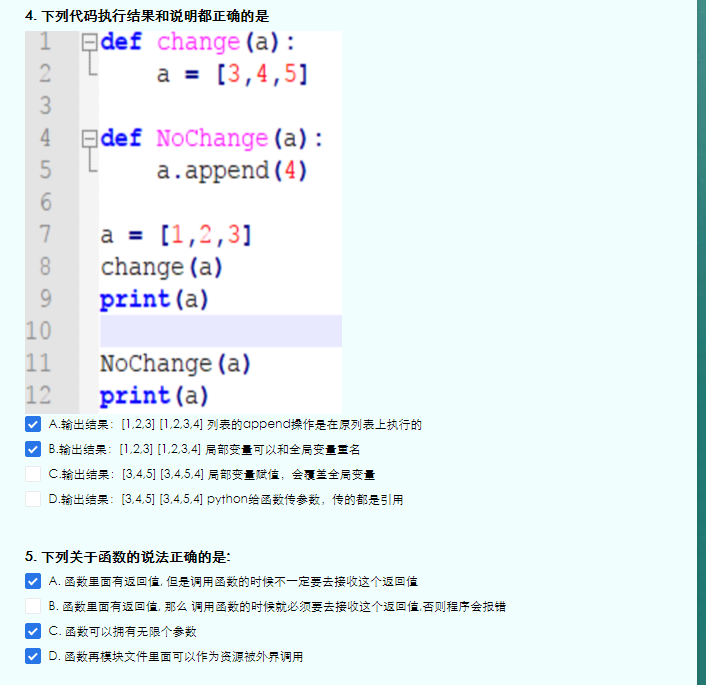 4. 下列代码执行结果和说明都正确的是
1 def change(a):
2 a = [3,4,5]
3
4 def NoChange(a):
5 a.append(4)
6
7 a = [1,2,3]
8 change(a)
9 print(a)
10
11 NoChange(a)
12 print(a)
A.输出结果: [1,2,3] [1,2,3,4] 列表的append操作是在原列表上执行的
B.输出结果: [1,2,3] [1,2,3,4] 局部变量可以和全局变量重名
C.输出结果: [3,4,5] [3,4,5,4] 局部变量赋值，会覆盖全局变量
D.输出结果: [3,4,5] [3,4,5,4] python给函数传参数，传的都是引用
5. 下列关于函数的说法正确的是:
A. 函数里面有返回值, 但是调用函数的时候不一定要去接收这个返回值
B. 函数里面有返回值, 那么 调用函数的时候就必须要去接收这个返回值,否则程序会报错
C. 函数可以拥有无限个参数
D. 函数再模块文件里面可以作为资源被外界调用